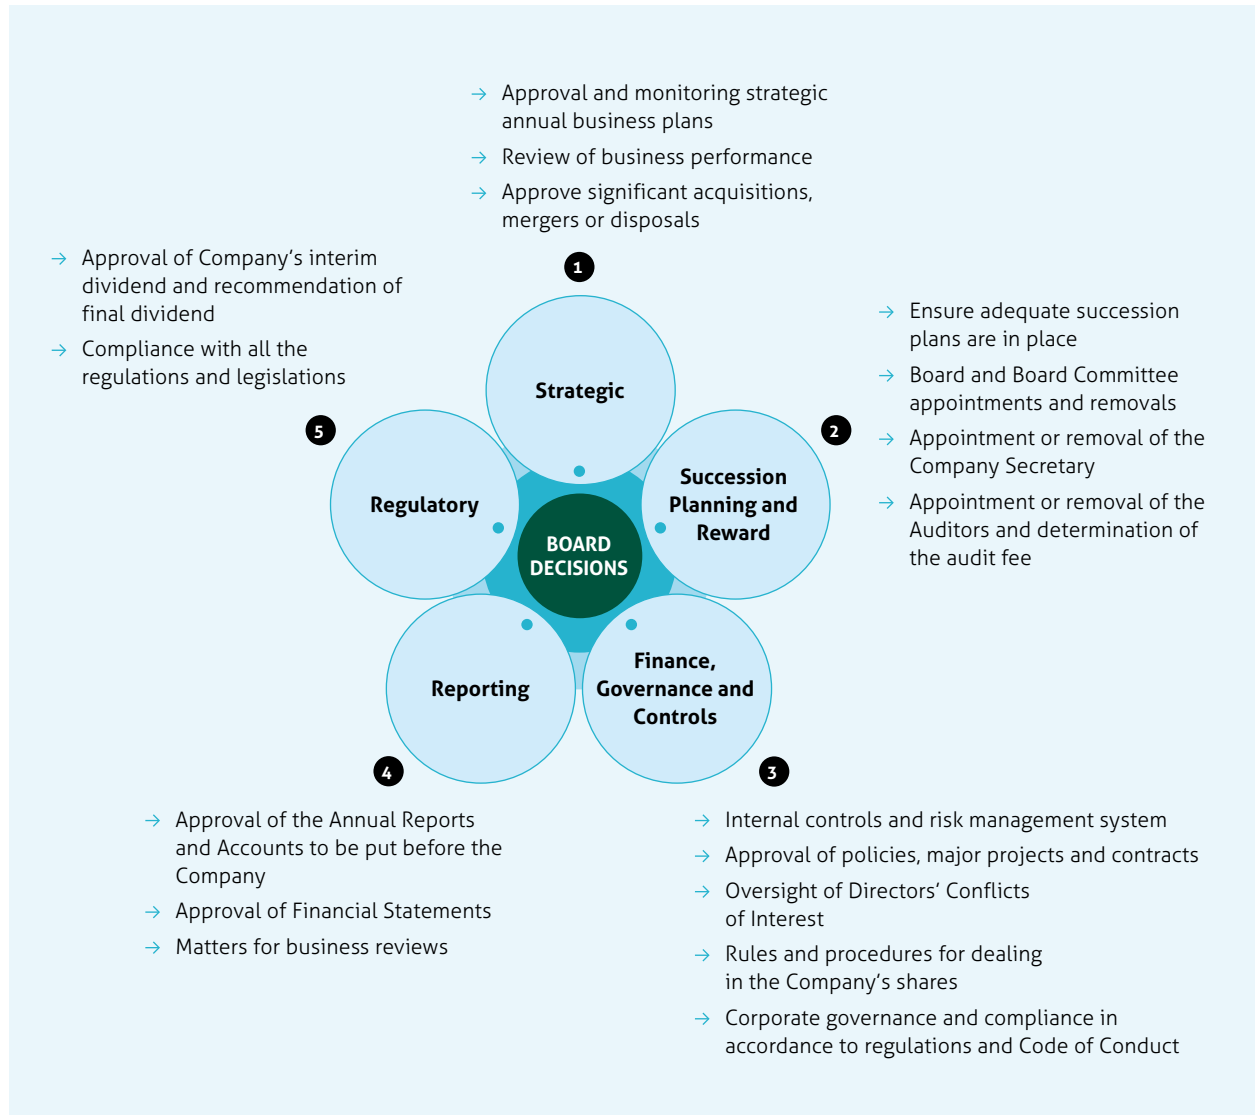 → Approval and monitoring strategic
annual business plans
→ Review of business performance
→ Approve significant acquisitions,
mergers or disposals
1
Strategic
→ Ensure adequate succession
plans are in place
→ Board and Board Committee
appointments and removals
→ Appointment or removal of the
Company Secretary
→ Appointment or removal of the
Auditors and determination of
the audit fee
2
Succession
Planning and
Reward
BOARD
DECISIONS
Finance,
Governance and
Controls
3
→ Internal controls and risk management system
→ Approval of policies, major projects and contracts
→ Oversight of Directors’ Conflicts
of Interest
→ Rules and procedures for dealing
in the Company’s shares
→ Corporate governance and compliance in
accordance to regulations and Code of Conduct
Reporting
4
→ Approval of the Annual Reports
and Accounts to be put before the
Company
→ Approval of Financial Statements
→ Matters for business reviews
→ Approval of Company’s interim
dividend and recommendation of
final dividend
→ Compliance with all the
regulations and legislations
5
Regulatory